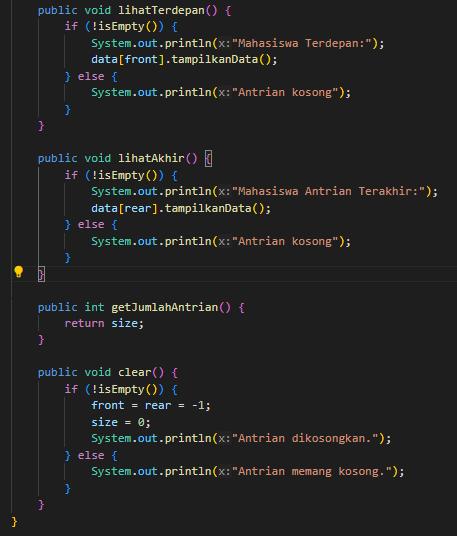 public void lihatTerdepan() {
if (!isEmpty()) {
System.out.println(x:"Mahasiswa Terdepan:");
data[front].tampilkanData();
} else {
System.out.println(x:"Antrian kosong");
}
}
public void lihatAkhir() {
if (!isEmpty()) {
System.out.println(x:"Mahasiswa Antrian Terakhir:");
data[rear].tampilkanData();
} else {
System.out.println(x:"Antrian kosong");
}
}
public int getJumlahAntrian() {
return size;
}
public void clear() {
if (!isEmpty()) {
front = rear = -1;
size = 0;
System.out.println(x:"Antrian dikosongkan.");
} else {
System.out.println(x:"Antrian memang kosong.");
}
}
}